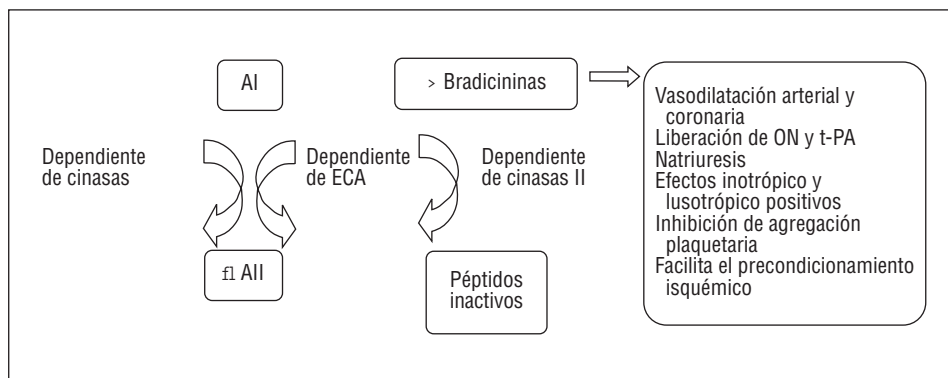 AI
> Bradicininas
Dependiente
de cinasas
Dependiente
de ECA
Dependiente
de cinasas II
fl AII
Péptidos
inactivos
Vasodilatación arterial y
coronaria
Liberación de ON y t-PA
Natriuresis
Efectos inotrópico y
lusotrópico positivos
Inhibición de agregación
plaquetaria
Facilita el precondicionamiento
isquémico